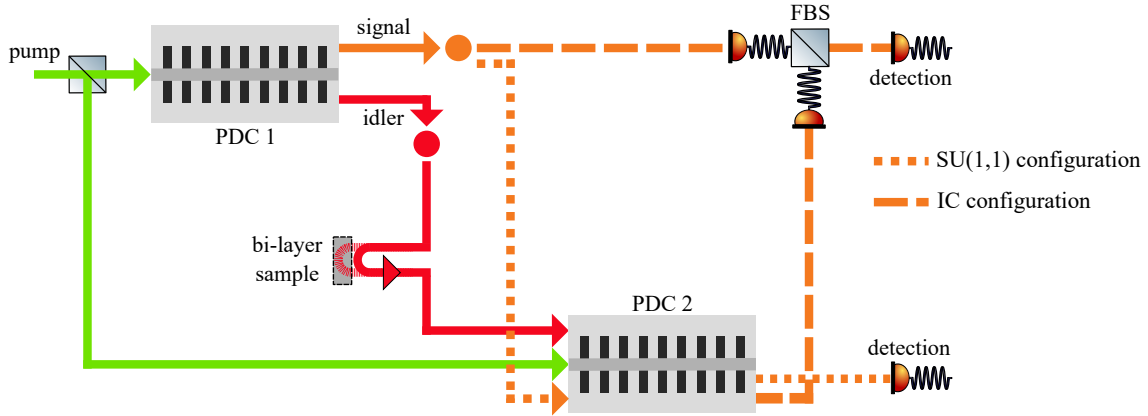 FBS
signal
pump
detection
idler
PDC 1
SU(1,1) configuration
IC configuration
bi-layer
sample
PDC 2
detection